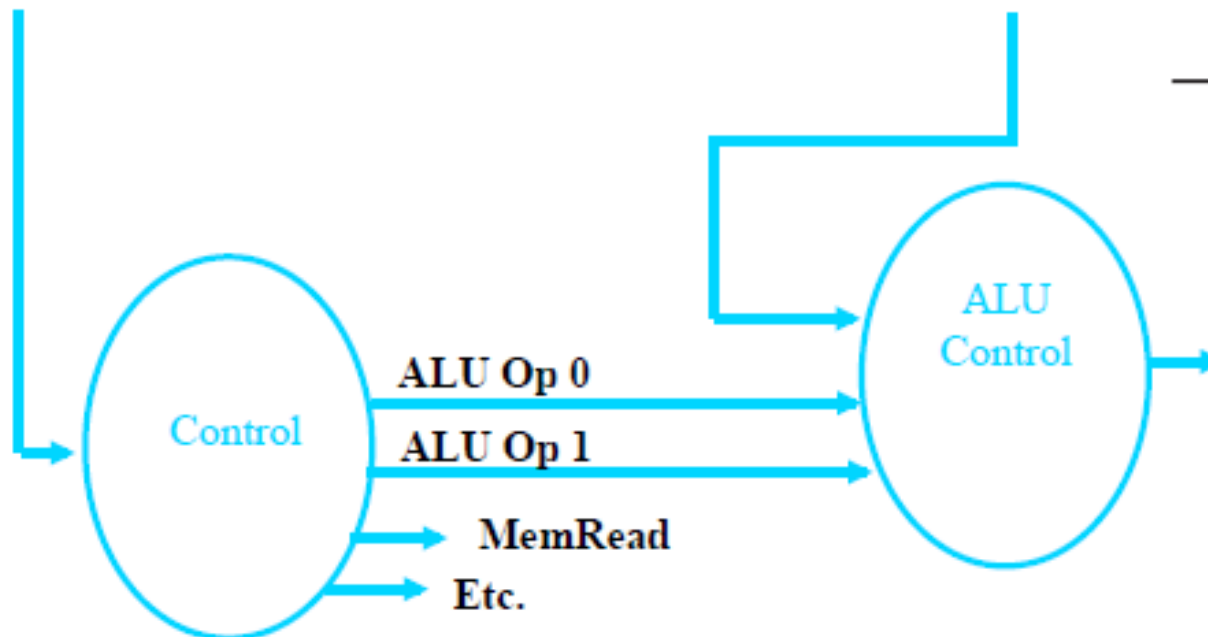 ALU
Control
ALU Op 0
Control
ALU Op 1
MemRead
Etc.